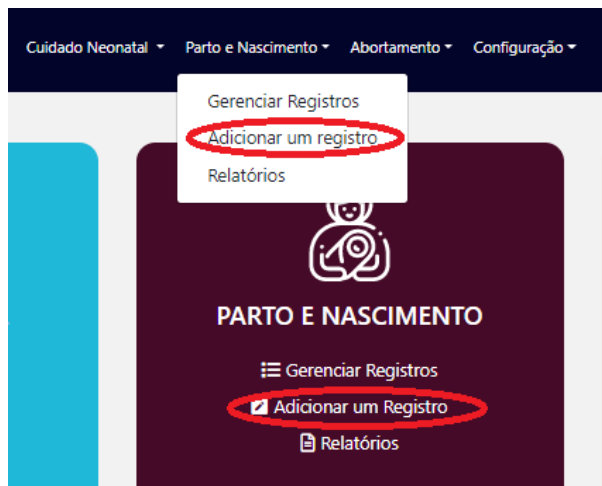 Cuidado Neonatal Parto e Nascimento Abortamento Configuração
Gerenciar Registros
Adicionar um registro
Relatórios
PARTO E NASCIMENTO
Gerenciar Registros
Adicionar um Registro
Relatórios